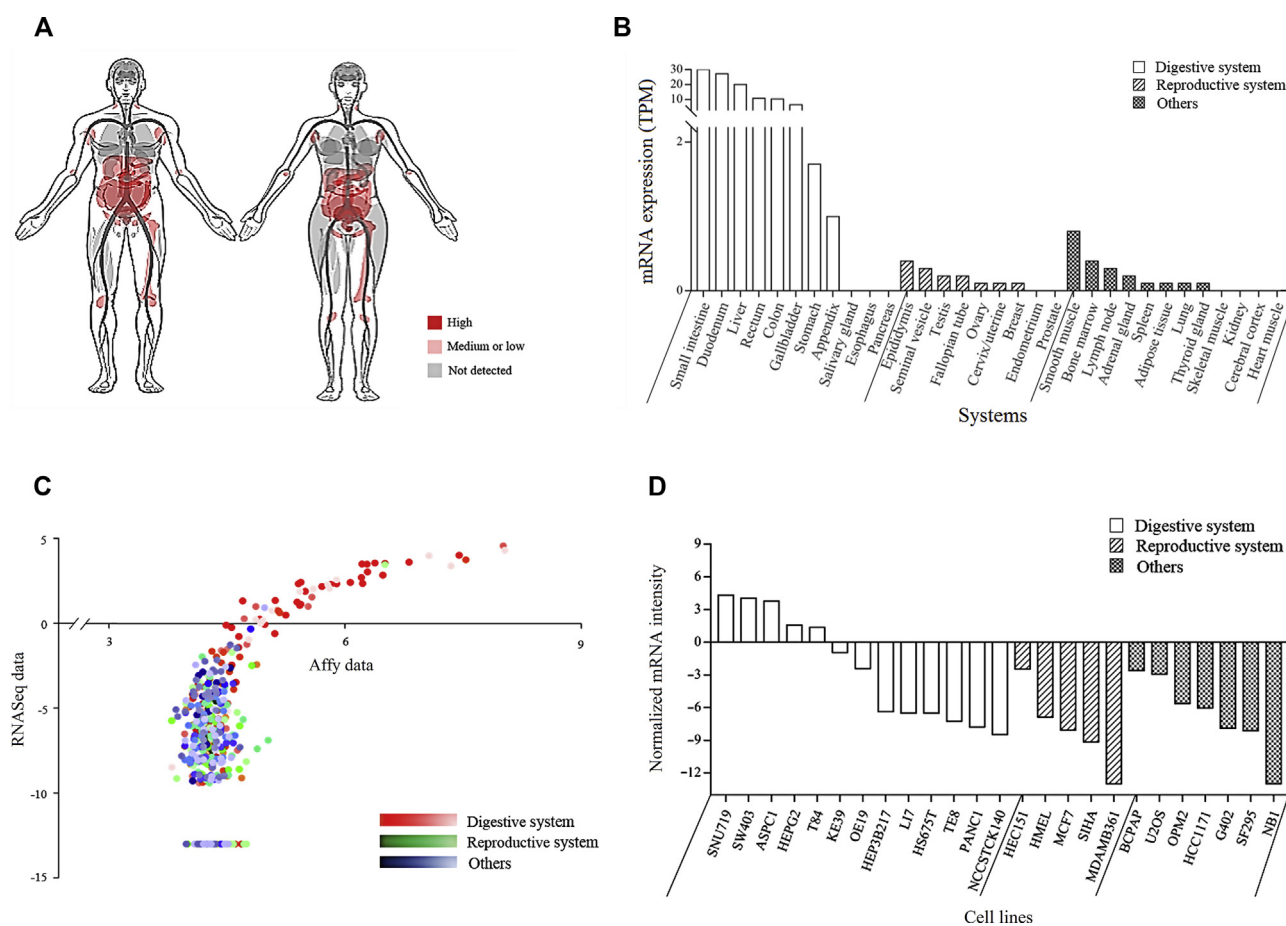 A
High
Medium or low
Not detected
B
Digestive system
Reproductive system
Others
mRNA expression (TPM)
30
20
10
2
0
Small intestine
Duodenum
Liver
Rectum
Colon
Gallbladder
Stomach
Appendix
Salivary gland
Esophagus
Pancreas
Epididymis
Seminal vesicle
Testis
Fallopian tube
Ovary
Cervix/uterine
Breast
Endometrium
Prostate
Smooth muscle
Bone marrow
Lymph node
Adrenal gland
Spleen
Adipose tissue
Lung
Thyroid gland
Skeletal muscle
Kidney
Cerebral cortex
Heart muscle
Systems
C
RNASeq data
5
0
-5
-10
-15
3
6
9
Affy data
Digestive system
Reproductive system
Others
D
Digestive system
Reproductive system
Others
Normalized mRNA intensity
9
6
3
0
−3
−6
−9
−12
SNU719
SW403
ASPC1
HEPG2
T84
KE39
OE19
HEP3B217
LI7
HS675T
TE8
PANC1
NCCSTCK140
HEC151
HMEL
MCF7
SIHA
MDAMB361
BCPAP
U2OS
OPM2
HCC1171
G402
SF295
NB1
Cell lines